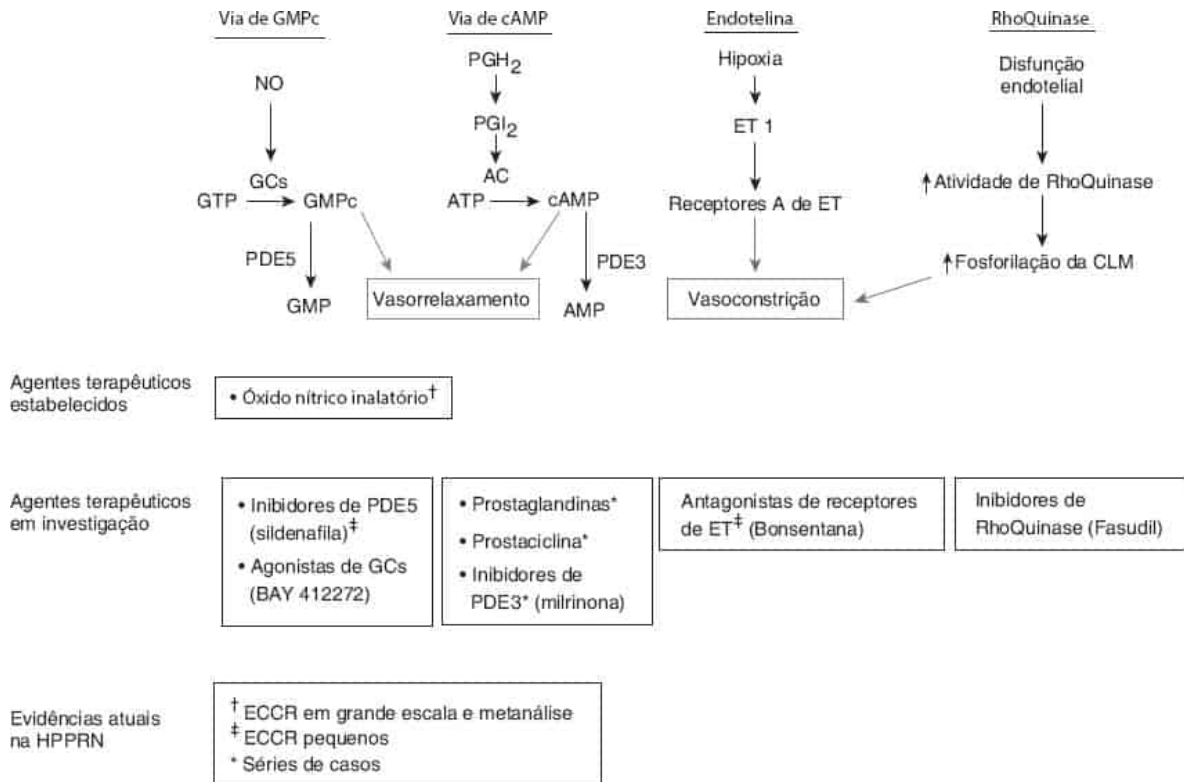 Via de GMPc
Via de cAMP
Endotelina
RhoQuinase
NO
GCs
GTP
GMPc
PDE5
GMP
PGH2
PGI2
AC
ATP
cAMP
PDE3
AMP
Vasorrelaxamento
Hipoxia
ET 1
Receptores A de ET
Vasoconstrição
Disfunção
endotelial
↑Atividade de RhoQuinase
↑Fosforilação da CLM
Agentes terapêuticos
estabelecidos
• Óxido nítrico inalatório†
Agentes terapêuticos
em investigação
• Inibidores de PDE5
(sildenafila)‡
• Agonistas de GCs
(BAY 412272)
• Prostaglandinas*
• Prostaciclina*
• Inibidores de
PDE3* (milrinona)
Antagonistas de receptores
de ET‡ (Bonsentana)
Inibidores de
RhoQuinase (Fasudil)
Evidências atuais
na HPPRN
† ECCR em grande escala e metanálise
‡ ECCR pequenos
* Séries de casos